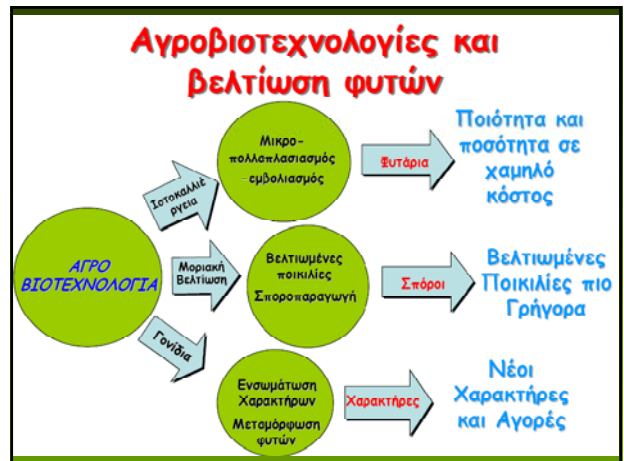 Αγροβιοτεχνολογίες και
βελτίωση φυτών
ΑΓΡΟ
ΒΙΟΤΕΧΝΟΛΟΓΙΑ
Ιστοκαλλιέ
ργεια
Μικρο-
πολλαπλασιασμός
-εμβολιασμός
Φυτάρια
Ποιότητα και
ποσότητα σε
χαμηλό
κόστος
Μοριακή
Βελτίωση
Βελτιωμένες
ποικιλίες
Σποροπαραγωγή
Σπόροι
Βελτιωμένες
Ποικιλίες πιο
Γρήγορα
Γονίδια
Ενσωμάτωση
Χαρακτήρων
Μεταμόρφωση
φυτών
Χαρακτήρες
Νέοι
Χαρακτήρες
και Αγορές